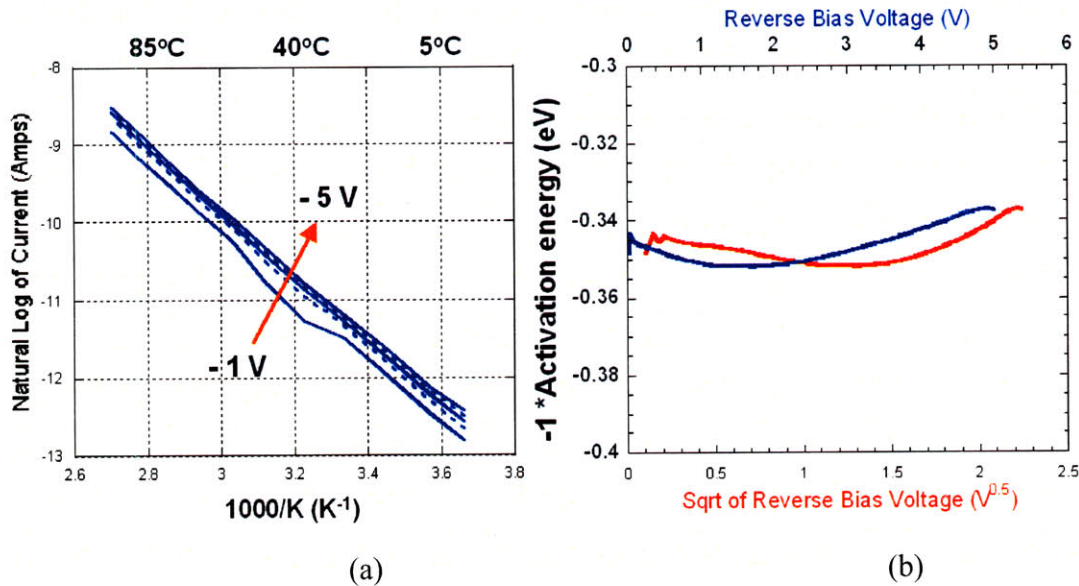 85°C 40°C 5°C
-8
-9
-10
-11
-12
-13
Natural Log of Current (Amps)
- 5 V
- 1 V
2.6 2.8 3 3.2 3.4 3.6 3.8
1000/K (K⁻¹)
(a)
Reverse Bias Voltage (V)
0 1 2 3 4 5 6
-0.3
-0.32
-0.34
-0.36
-0.38
-0.4
-1 *Activation energy (eV)
0 0.5 1 1.5 2 2.5
Sqrt of Reverse Bias Voltage (V^0.5)
(b)